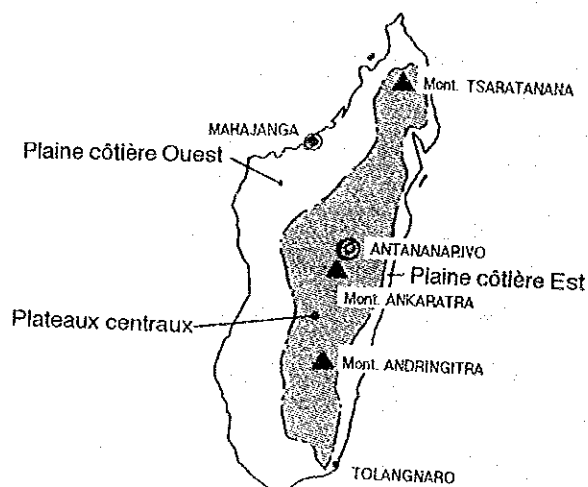 Mont. TSARATANANA
MAHAJANGA
Plaine côtière Ouest
ANTANANARIVO
Plaine côtière Est
Mont. ANKARATRA
Plateaux centraux
Mont. ANDRINGITRA
TOLANGNARO